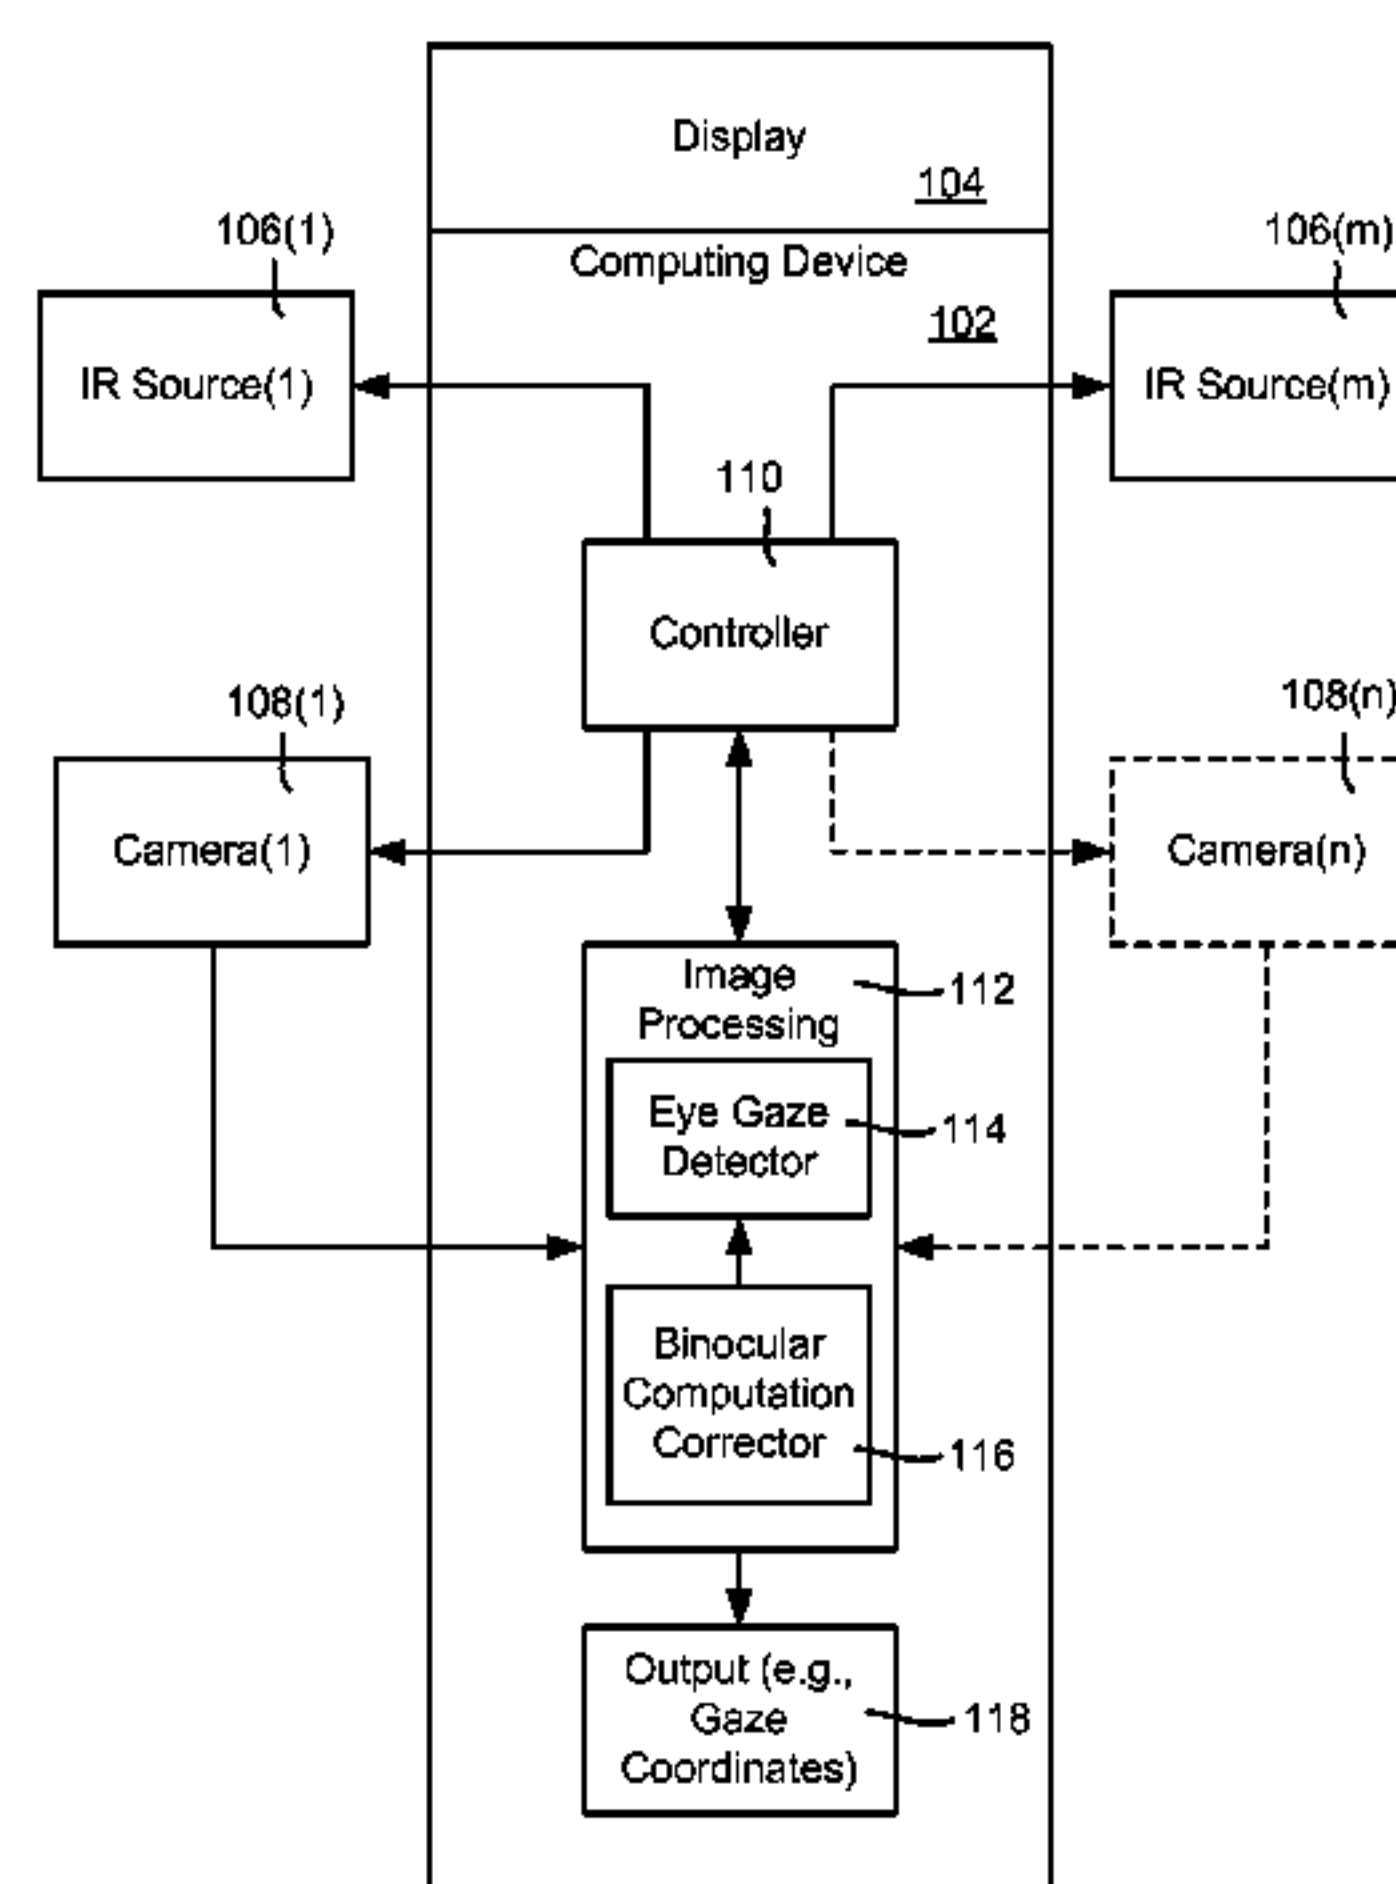 Display
104
106(1)
106(m)
Computing Device
102
IR Source(1)
IR Source(m)
110
Controller
108(1)
108(n)
Camera(1)
Camera(n)
Image
Processing
112
Eye Gaze
Detector
114
Binocular
Computation
Corrector
116
Output (e.g.,
Gaze
Coordinates)
118